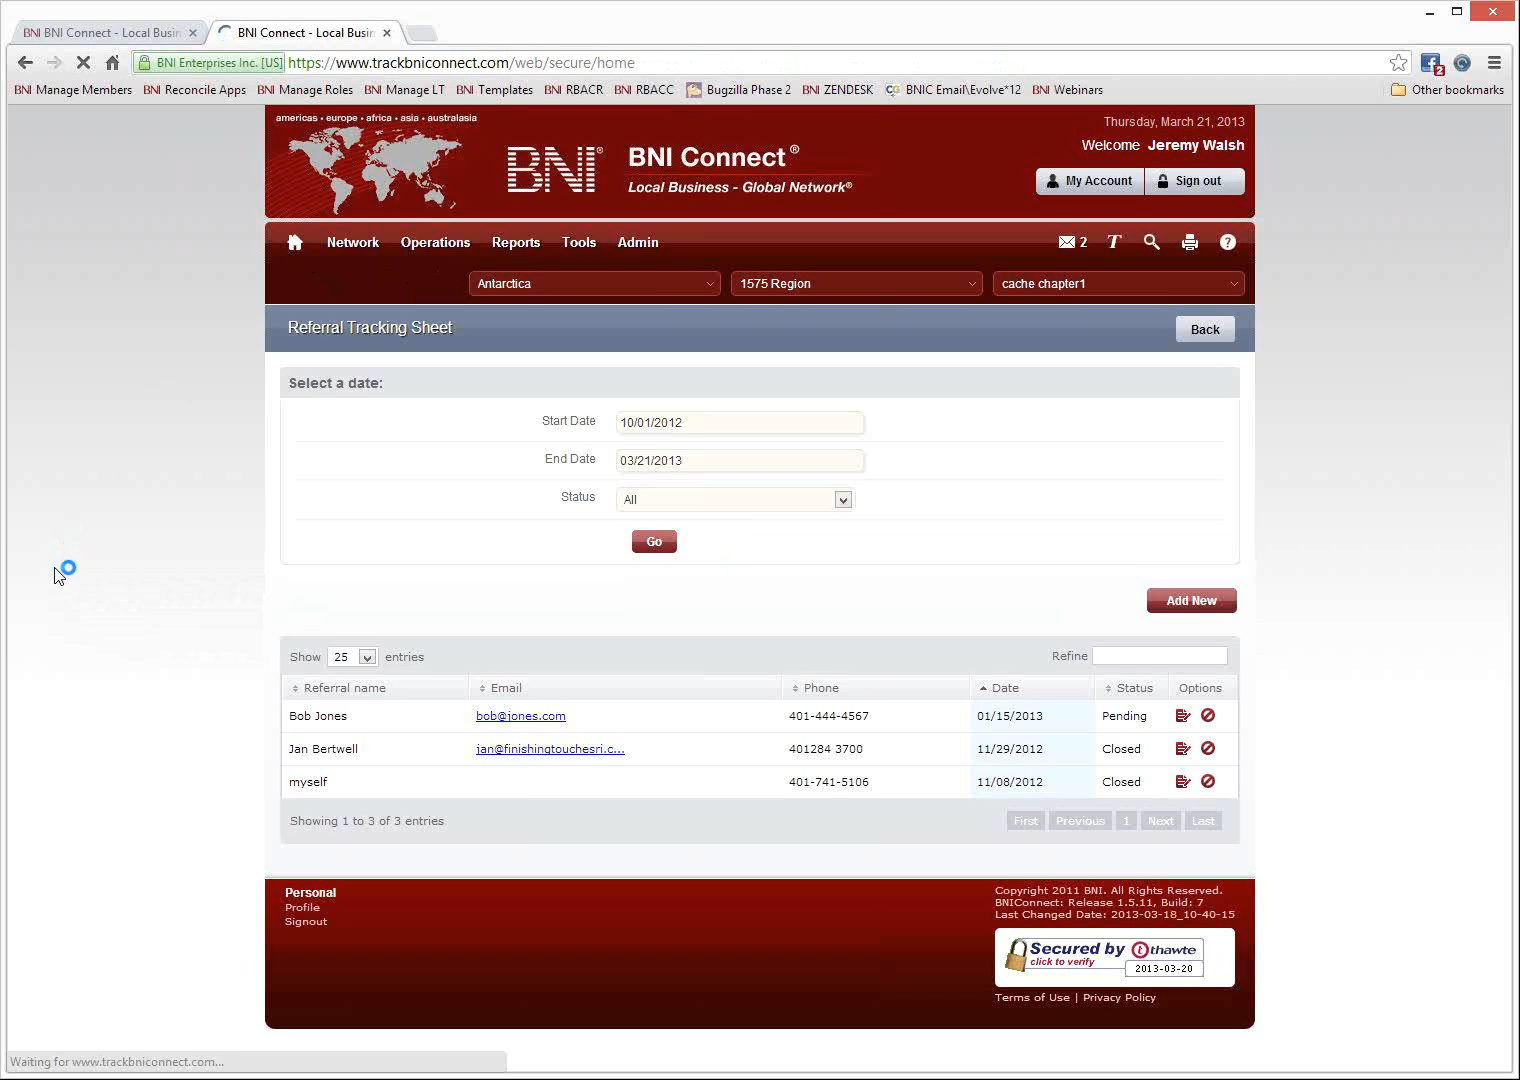 BNI BNI Connect - Local Busin
BNI Connect - Local Busin
BNI Enterprises Inc. [US] https://www.trackbniconnect.com/web/secure/home
2
BNI Manage Members BNI Reconcile Apps BNI Manage Roles BNI Manage LT BNI Templates BNI RBACR BNI RBACC Bugzilla Phase 2 BNI ZENDESK CG BNIC Email\Evolve*12 BNI Webinars Other bookmarks
americas • europe • africa • asia • australasia
Thursday, March 21, 2013
Welcome Jeremy Walsh
BNI® BNI Connect®
Local Business - Global Network®
My Account Sign out
Network Operations Reports Tools Admin 2 T ?
Antarctica 1575 Region cache chapter1
Referral Tracking Sheet Back
Select a date:
Start Date 10/01/2012
End Date 03/21/2013
Status All
Go
Add New
Show 25 entries Refine
Referral name Email Phone Date Status Options
Bob Jones bob@jones.com 401-444-4567 01/15/2013 Pending
Jan Bertwell jan@finishingtouchesri.c... 401284 3700 11/29/2012 Closed
myself 401-741-5106 11/08/2012 Closed
Showing 1 to 3 of 3 entries First Previous 1 Next Last
Personal
Profile
Signout
Copyright 2011 BNI. All Rights Reserved.
BNIConnect: Release 1.5.11, Build: 7
Last Changed Date: 2013-03-18_10-40-15
Secured by thawte
click to verify
2013-03-20
Terms of Use | Privacy Policy
Waiting for www.trackbniconnect.com...